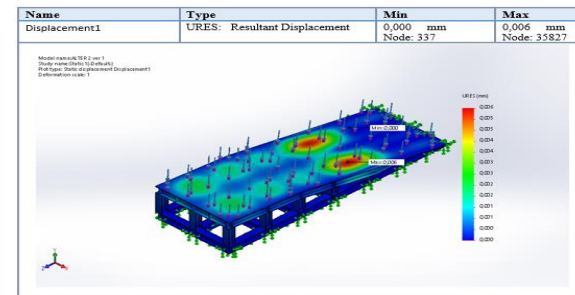 Name Type Min Max
Displacement1 URES: Resultant Displacement 0,000 mm 0,006 mm
Node: 337 Node: 35827
Model name:ALTER 2 ver 1
Study name:Static 1(-Default-)
Plot type: Static displacement Displacement1
Deformation scale: 1
URES (mm)
0,006
0,005
0,005
0,004
0,004
0,003
0,003
0,002
0,002
0,001
0,001
0,000
0,000
Min: 0,000
Max: 0,006